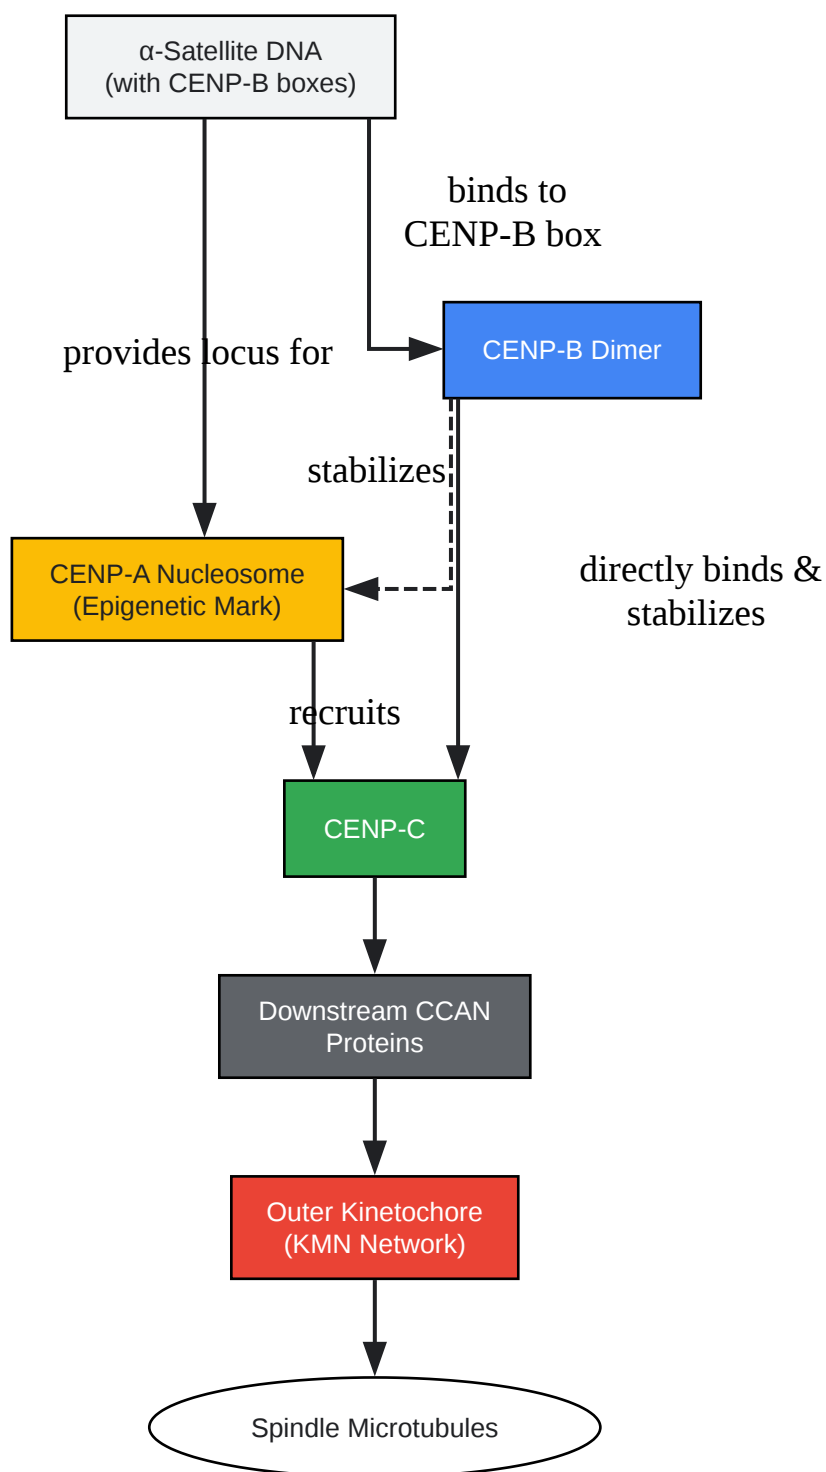 α-Satellite DNA
(with CENP-B boxes)
binds to
CENP-B box
provides locus for
CENP-B Dimer
stabilizes
CENP-A Nucleosome
(Epigenetic Mark)
directly binds &
stabilizes
recruits
CENP-C
Downstream CCAN
Proteins
Outer Kinetochore
(KMN Network)
Spindle Microtubules